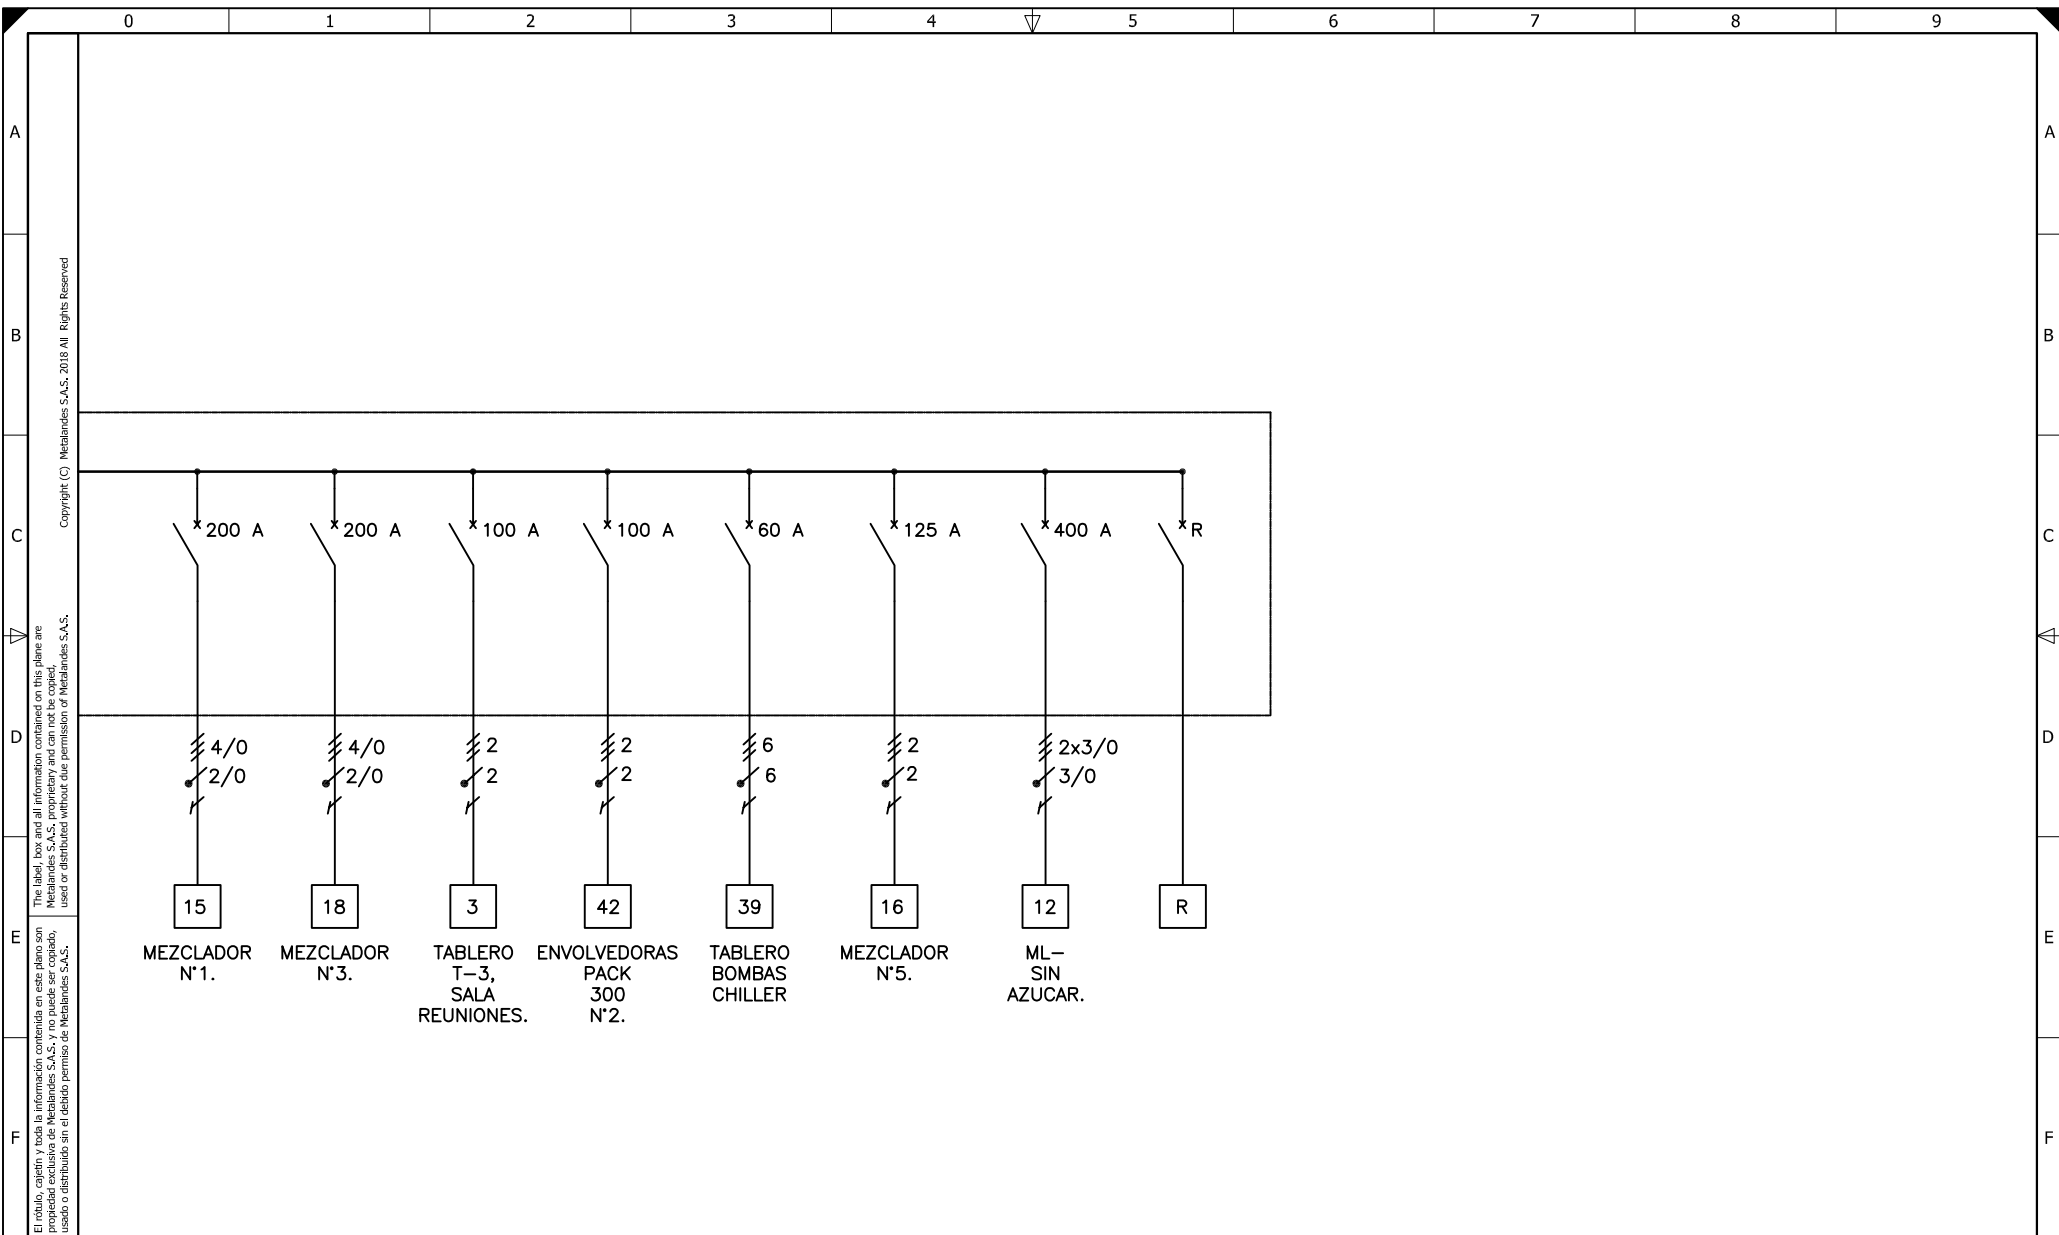 0 1 2 3 4 5 6 7 8 9
A A
B B
C C
D D
E E
F F
Copyright (C) Metalandes S.A.S. 2018 All Rights Reserved
The label, box and all information contained on this plane are
Metalandes S.A.S. proprietary and can not be copied,
used or distributed without due permission of Metalandes S.A.S.
El rótulo, cajetín y toda la información contenida en este plano son
propiedad exclusiva de Metalandes S.A.S. y no puede ser copiado,
usado o distribuido sin el debido permiso de Metalandes S.A.S.
200 A 200 A 100 A 100 A 60 A 125 A 400 A R
4/0 4/0 2 2 6 2 2x3/0
2/0 2/0 2 2 6 2 3/0
15 18 3 42 39 16 12 R
MEZCLADOR
N°1.
MEZCLADOR
N°3.
TABLERO
T-3,
SALA
REUNIONES.
ENVOLVEDORAS
PACK
300
N°2.
TABLERO
BOMBAS
CHILLER
MEZCLADOR
N°5.
ML-
SIN
AZUCAR.